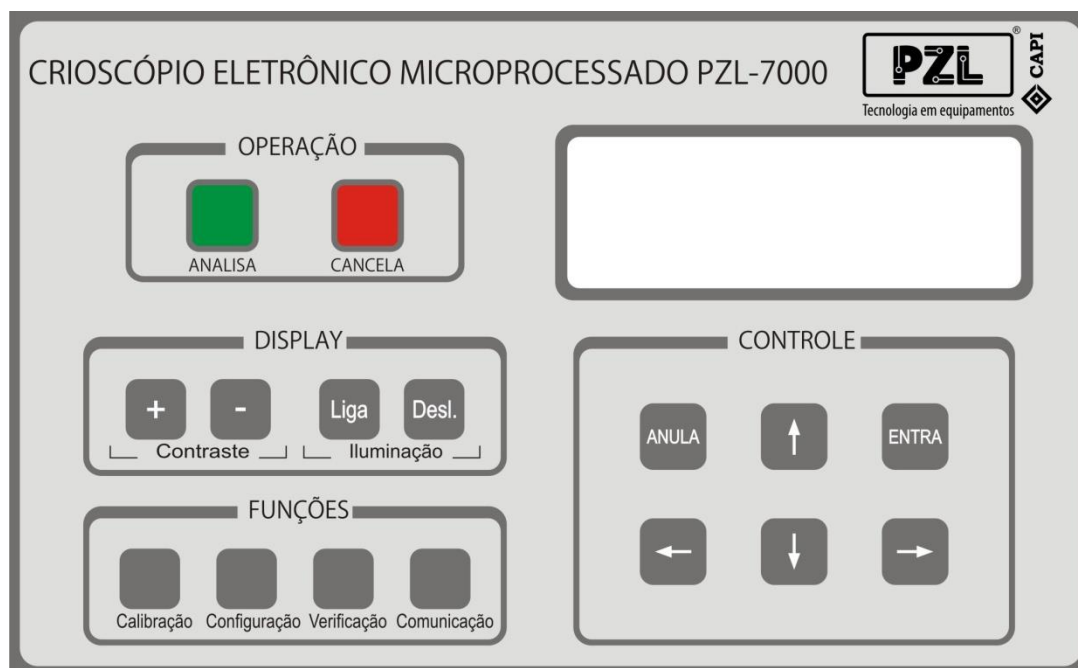 CRIOSCÓPIO ELETRÔNICO MICROPROCESSADO PZL-7000
PZL ®
Tecnologia em equipamentos
CAPI
OPERAÇÃO
ANALISA CANCELA
DISPLAY
+ - Liga Desl.
Contraste Iluminação
FUNÇÕES
Calibração Configuração Verificação Comunicação
CONTROLE
ANULA ↑ ENTRA
← ↓ →